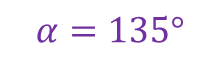 α = 135°